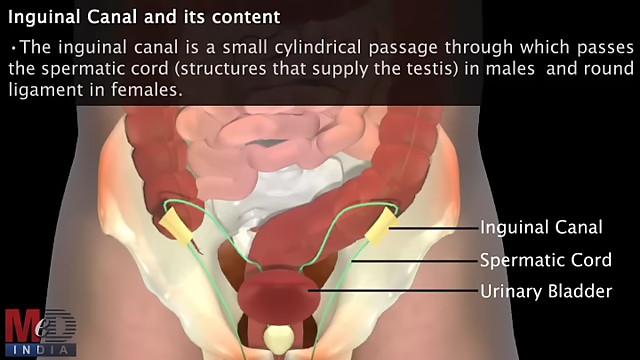 Inguinal Canal and its content
•The inguinal canal is a small cylindrical passage through which passes
the spermatic cord (structures that supply the testis) in males  and round
ligament in females.
Inguinal Canal
Spermatic Cord
Urinary Bladder
MeD
INDIA